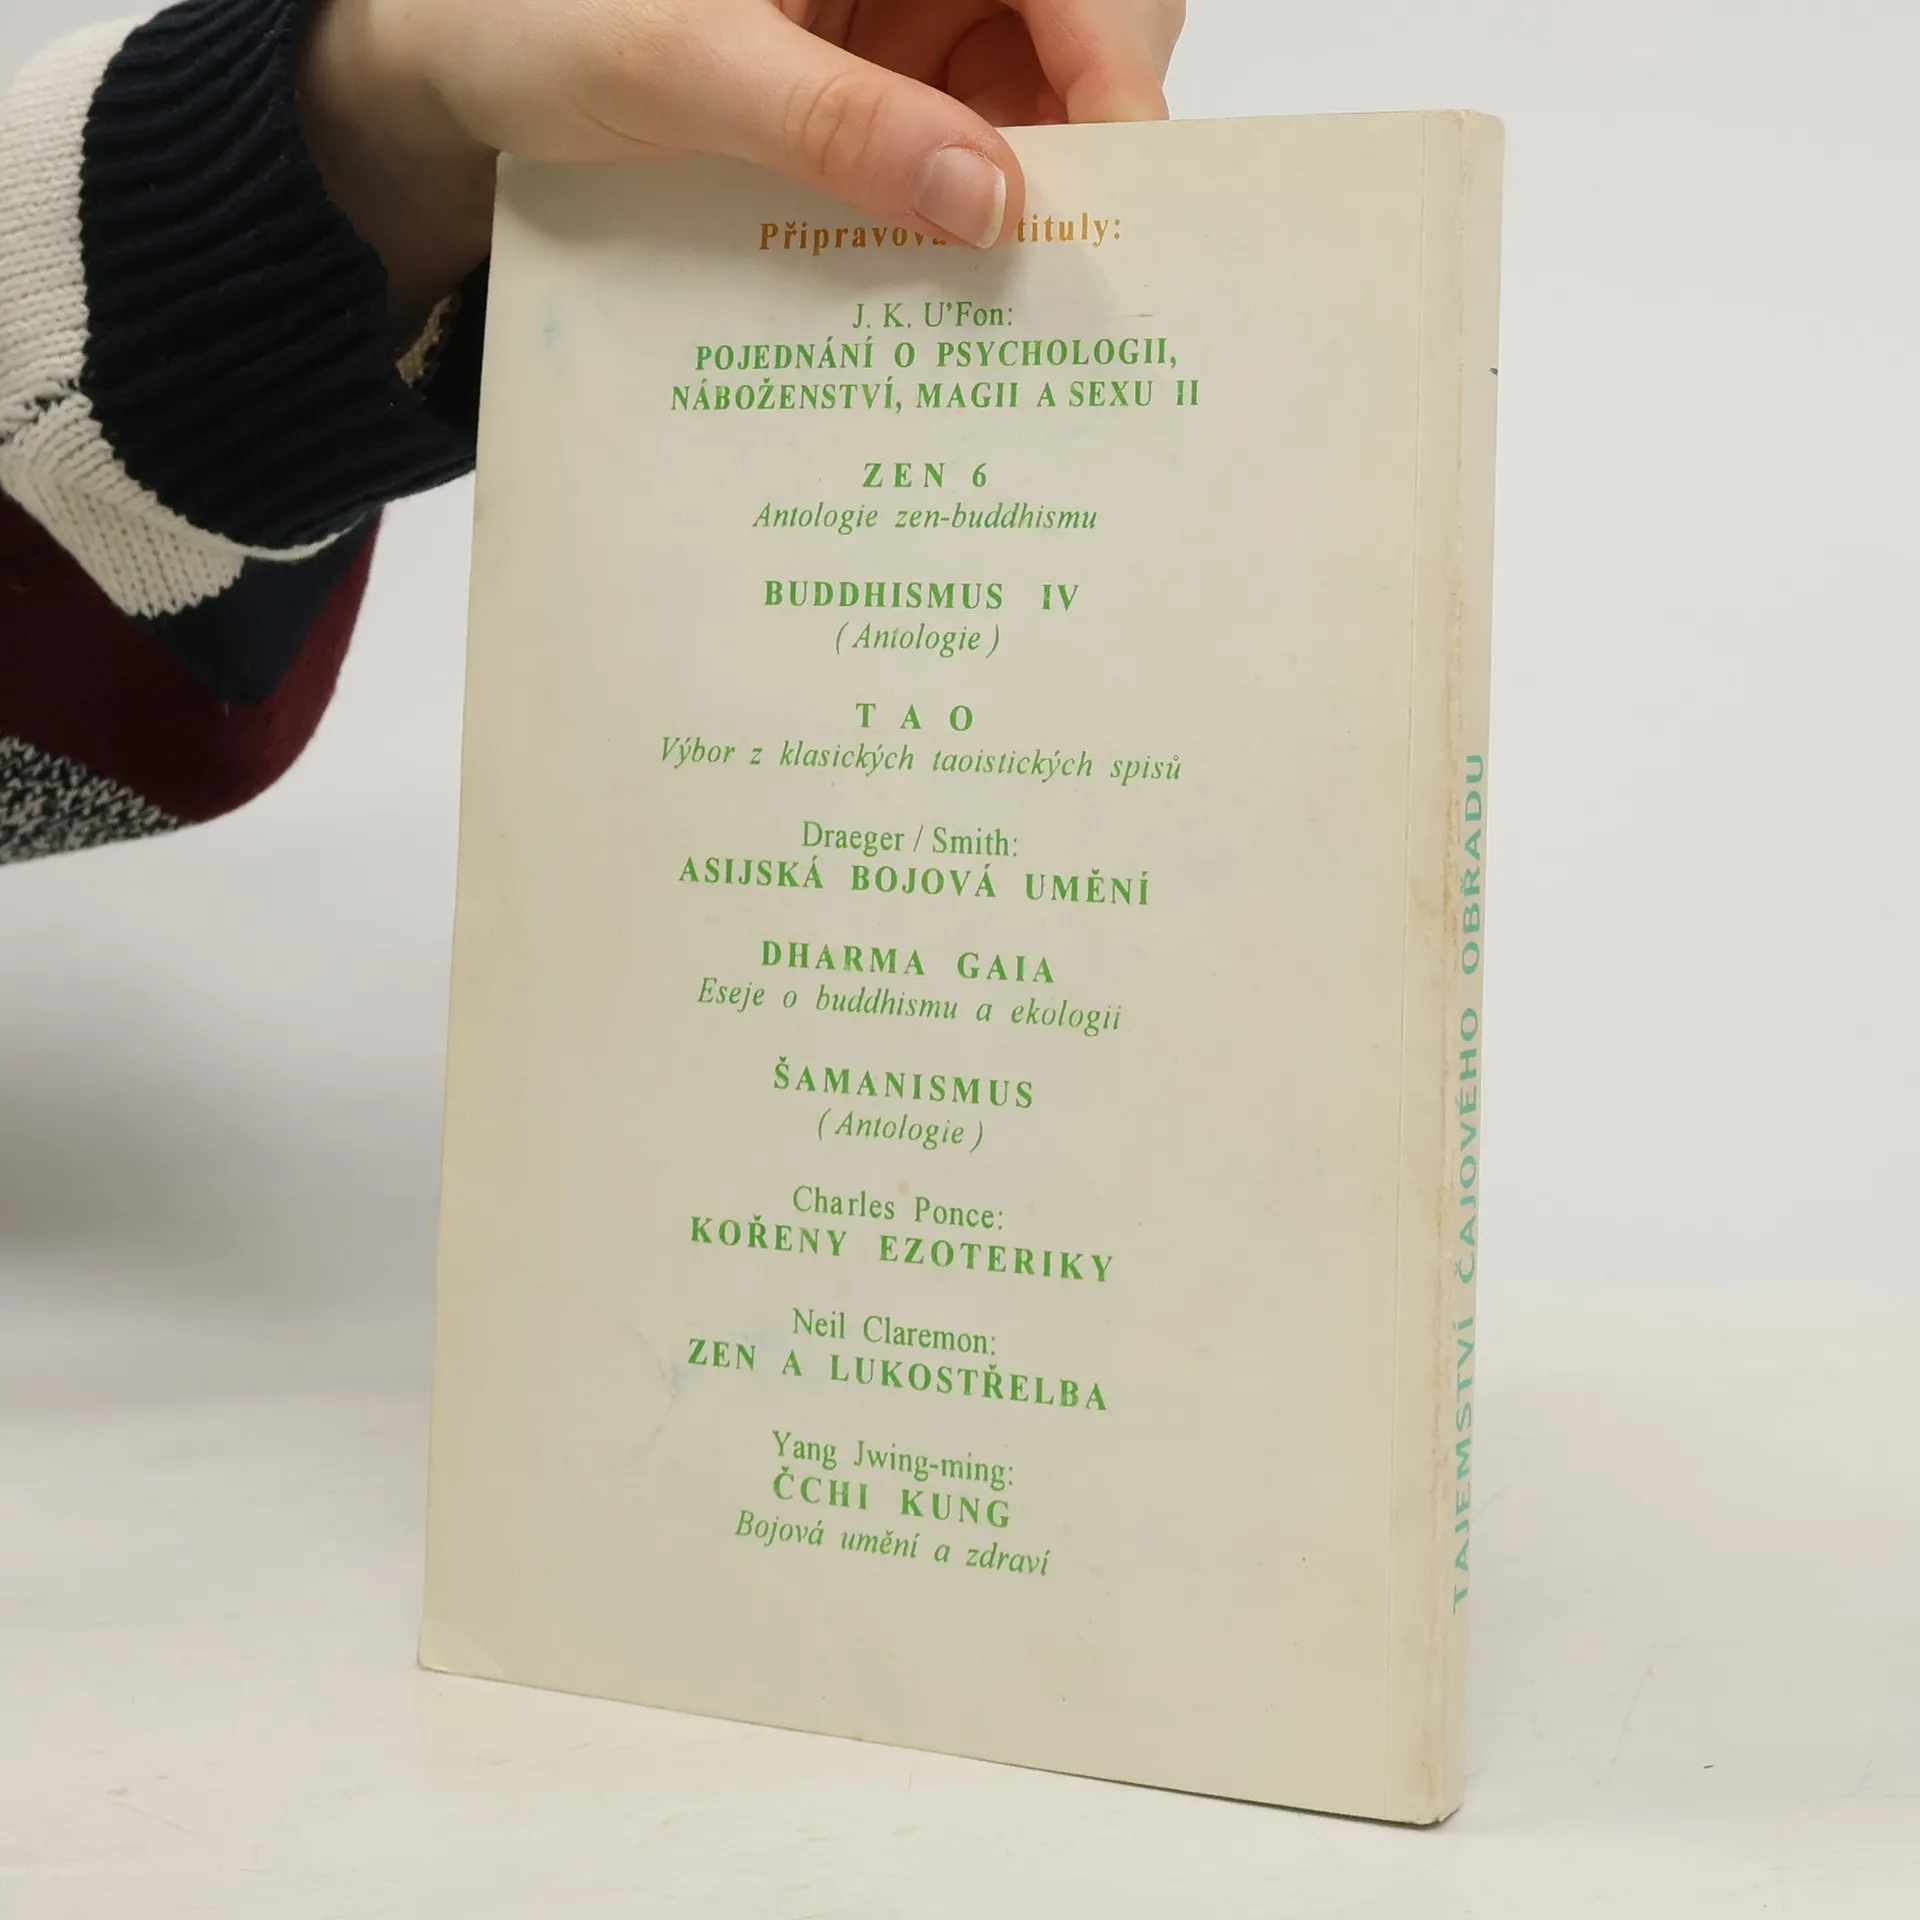 tituly:
J. K. U'Fon:
POJEDNÁNÍ O PSYCHOLOGII,
NÁBOŽENSTVÍ, MAGII A SEXU II
ZEN 6
Antologie zen-buddhismu
BUDDHISMUS IV
( Antologie )
TAO
Výbor z klasických taoistických spisů
Draeger / Smith:
ASIJSKÁ BOJOVÁ UMĚNÍ
DHARMA GAIA
Eseje o buddhismu a ekologii
ŠAMANISMUS
( Antologie )
Charles Ponce:
KOŘENY EZOTERIKY
Neil Claremon:
ZEN A LUKOSTŘELBA
Yang Jwing-ming:
ČCHI KUNG
Bojová umění a zdraví
TAJEMSTVÍ ČAJOVÉHO OBŘADU